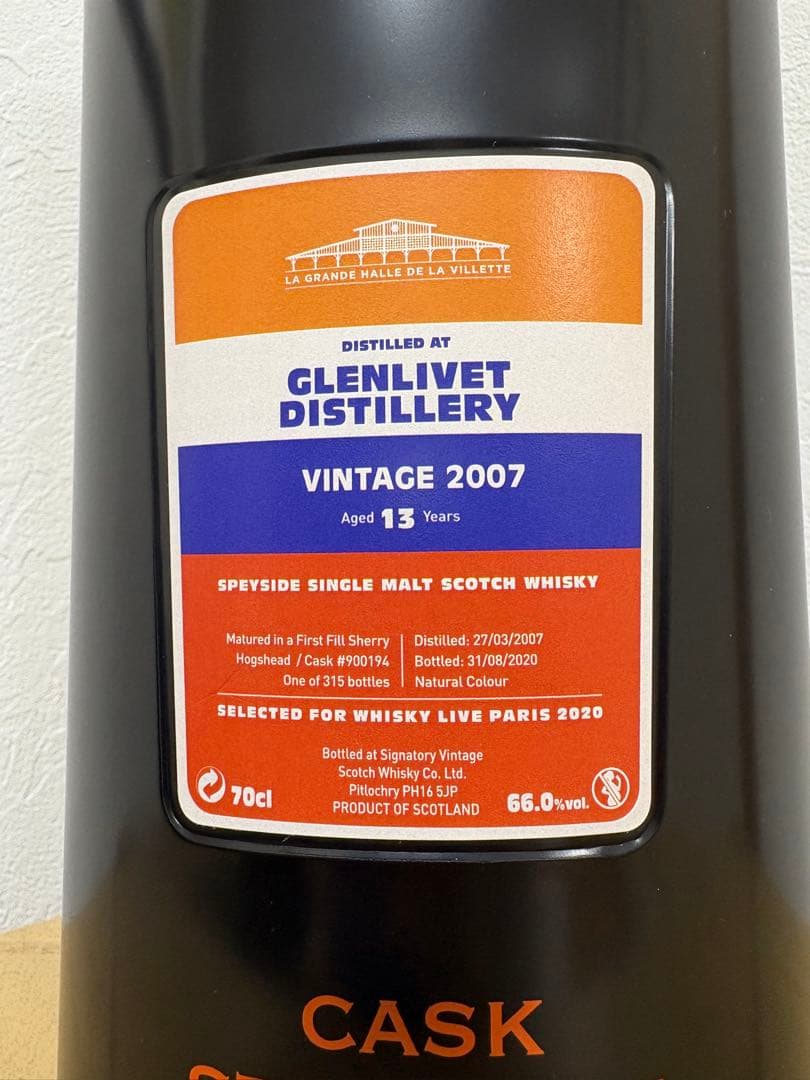 LA GRANDE HALLE DE LA VILLETTE
DISTILLED AT
GLENLIVET
DISTILLERY
VINTAGE 2007
Aged 13 Years
SPEYSIDE SINGLE MALT SCOTCH WHISKY
Matured in a First Fill Sherry
Hogshead / Cask #900194
One of 315 bottles
Distilled: 27/03/2007
Bottled: 31/08/2020
Natural Colour
SELECTED FOR WHISKY LIVE PARIS 2020
Bottled at Signatory Vintage
Scotch Whisky Co. Ltd.
Pitlochry PH16 5JP
PRODUCT OF SCOTLAND
70cl
66.0%vol.
CASK